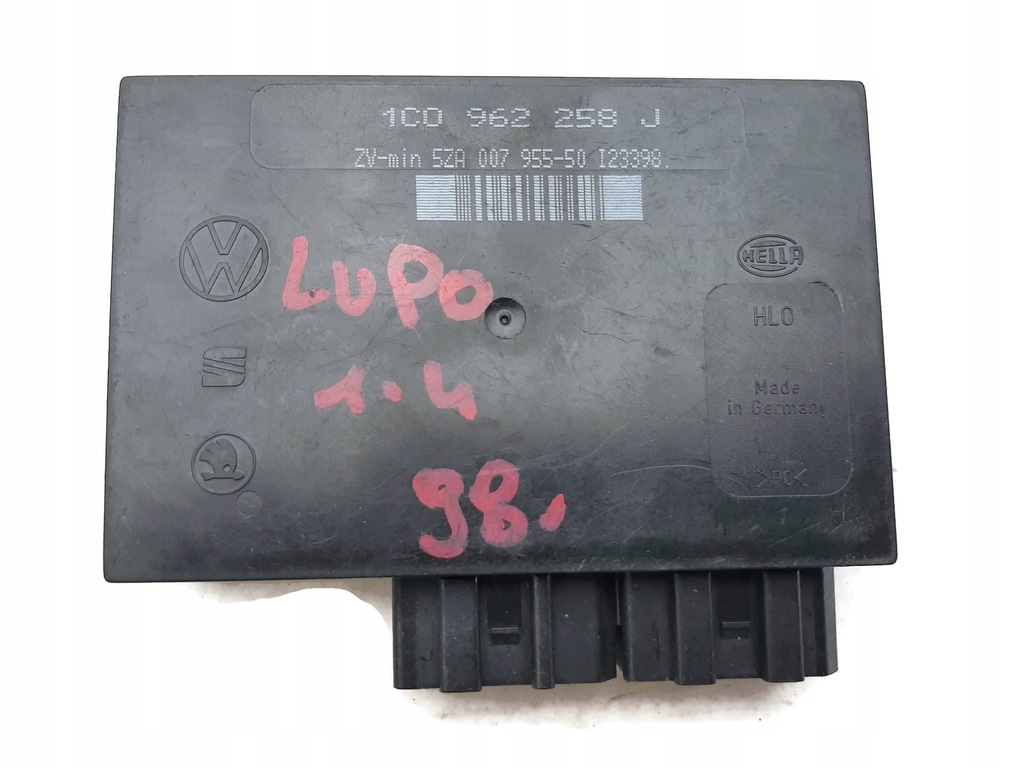 1C0 962 258 J
ZV-min 5ZA 007 955-50 I23398.
HELLA
LUPO
HLO
1.4
Made
in Germany
>PC<
98.